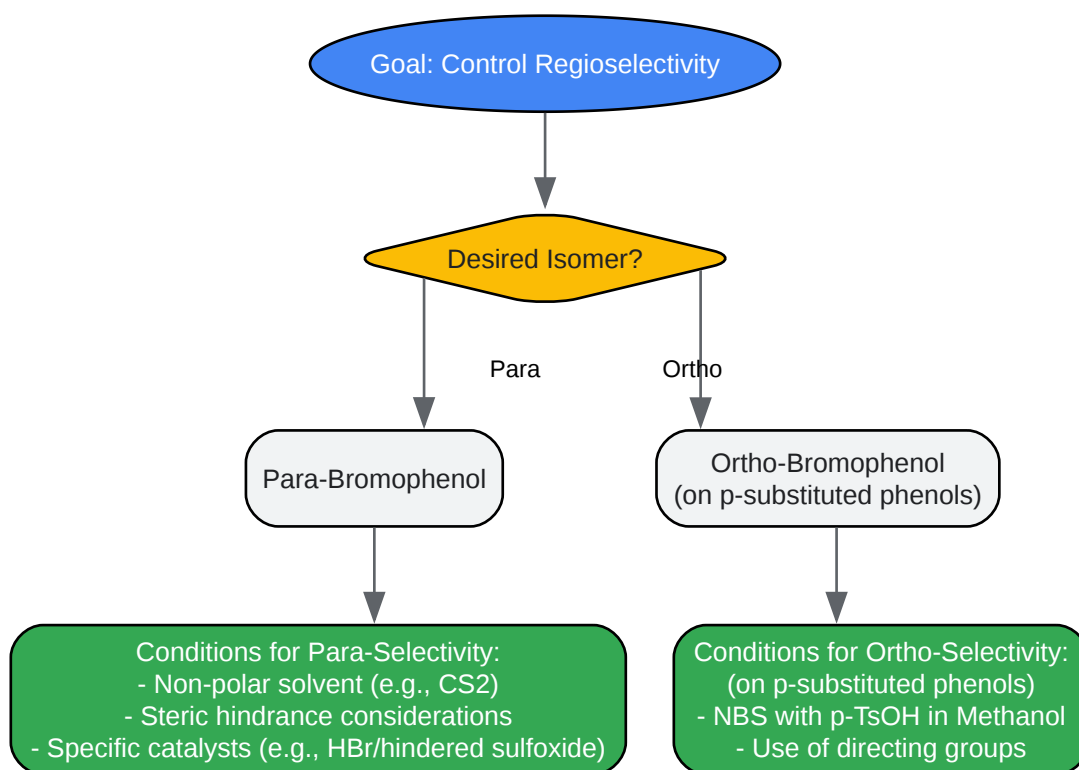 Goal: Control Regioselectivity
Desired Isomer?
Para
Ortho
Para-Bromophenol
Ortho-Bromophenol
(on p-substituted phenols)
Conditions for Para-Selectivity:
- Non-polar solvent (e.g., CS2)
- Steric hindrance considerations
- Specific catalysts (e.g., HBr/hindered sulfoxide)
Conditions for Ortho-Selectivity:
(on p-substituted phenols)
- NBS with p-TsOH in Methanol
- Use of directing groups